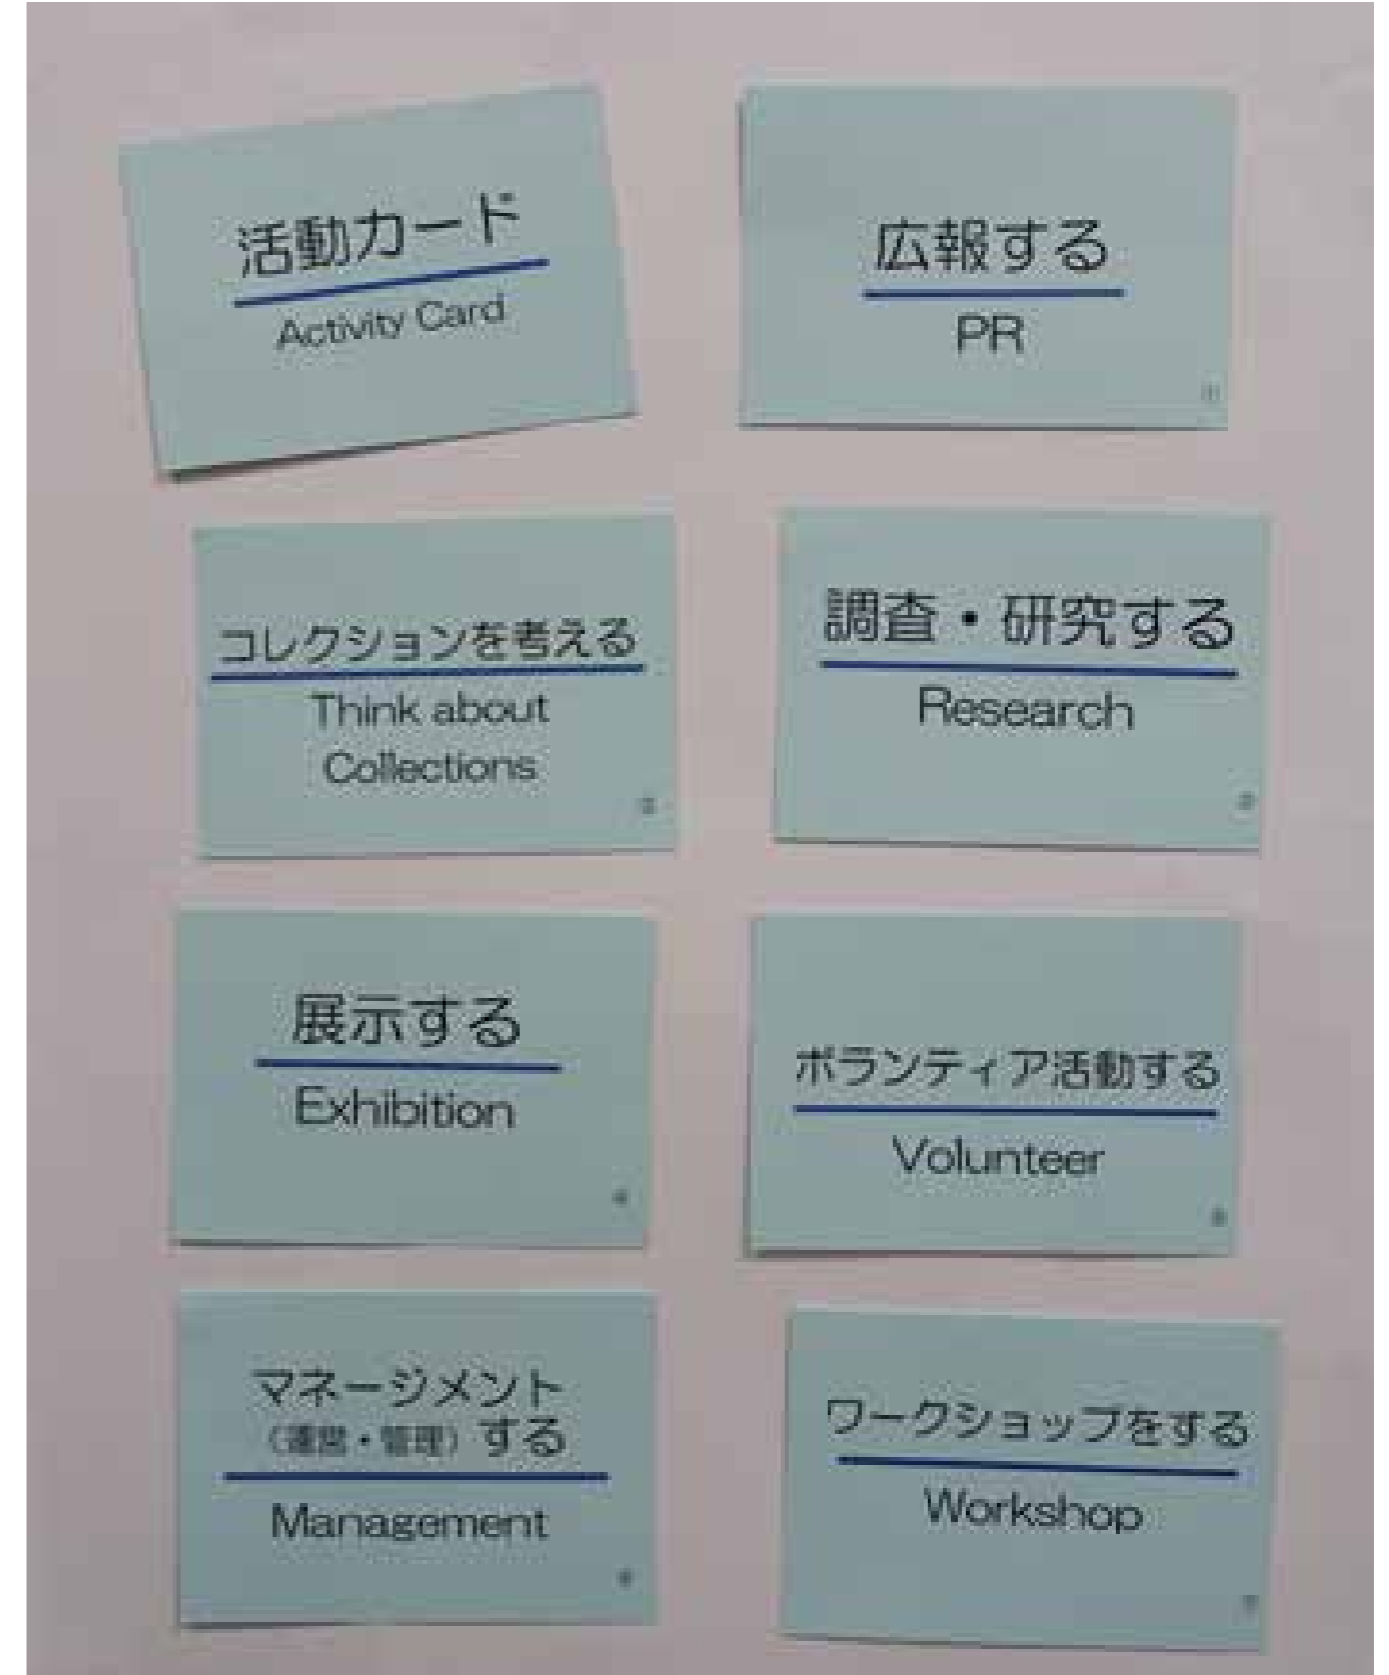 活動カード
Activity Card
広報する
PR
コレクションを考える
Think about
Collections
調査・研究する
Research
展示する
Exhibition
ボランティア活動する
Volunteer
マネージメント
（運営・管理）する
Management
ワークショップをする
Workshop